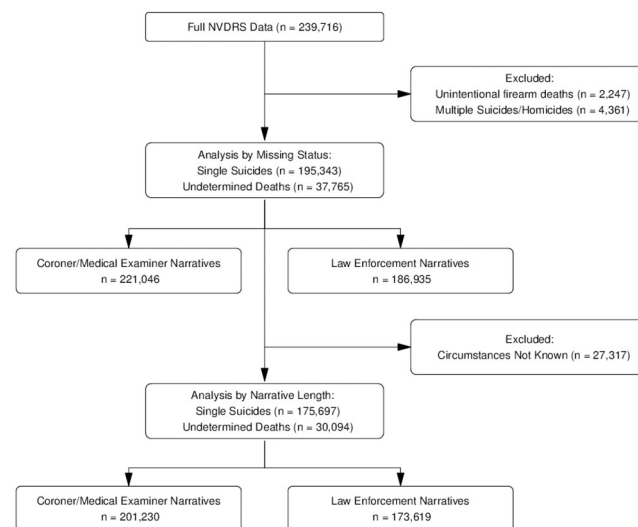 Full NVDRS Data (n = 239,716)
Excluded:
Unintentional firearm deaths (n = 2,247)
Multiple Suicides/Homicides (n = 4,361)
Analysis by Missing Status:
Single Suicides (n = 195,343)
Undetermined Deaths (n = 37,765)
Coroner/Medical Examiner Narratives
n = 221,046
Law Enforcement Narratives
n = 186,935
Excluded:
Circumstances Not Known (n = 27,317)
Analysis by Narrative Length:
Single Suicides (n = 175,697)
Undetermined Deaths (n = 30,094)
Coroner/Medical Examiner Narratives
n = 201,230
Law Enforcement Narratives
n = 173,619